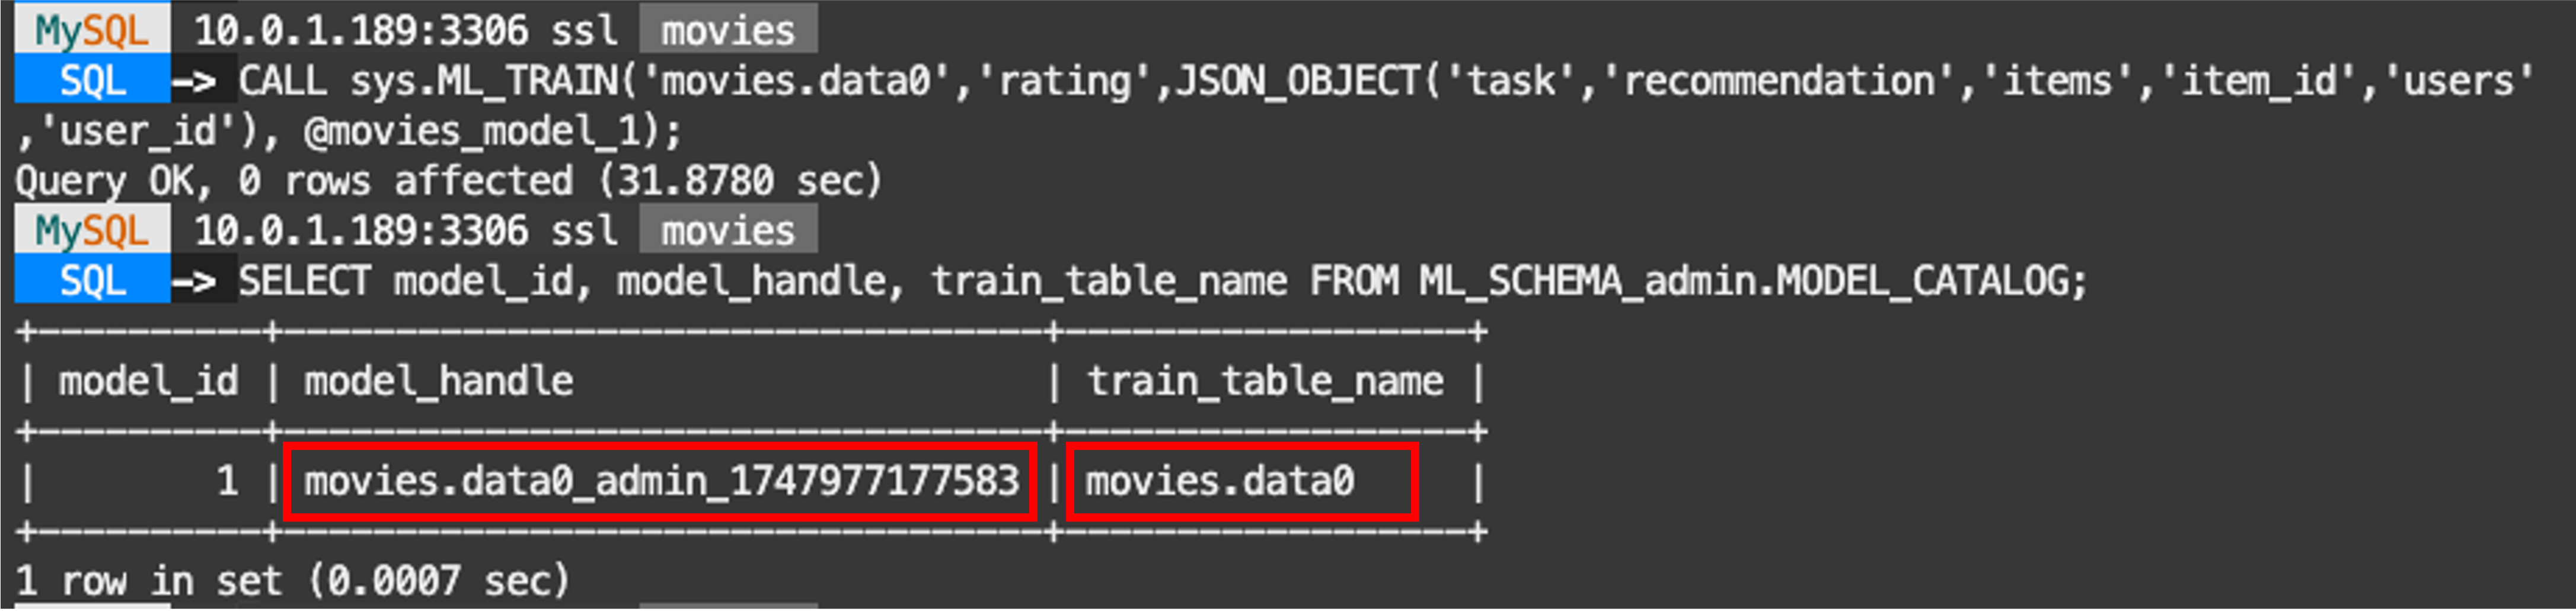 MySQL 10.0.1.189:3306 ssl movies
SQL -> CALL sys.ML_TRAIN('movies.data0','rating',JSON_OBJECT('task','recommendation','items','item_id','users'
,'user_id'), @movies_model_1);
Query OK, 0 rows affected (31.8780 sec)
MySQL 10.0.1.189:3306 ssl movies
SQL -> SELECT model_id, model_handle, train_table_name FROM ML_SCHEMA_admin.MODEL_CATALOG;
+----------+----------------------------------+------------------+
| model_id | model_handle                     | train_table_name |
+----------+----------------------------------+------------------+
|        1 | movies.data0_admin_1747977177583 | movies.data0     |
+----------+----------------------------------+------------------+
1 row in set (0.0007 sec)